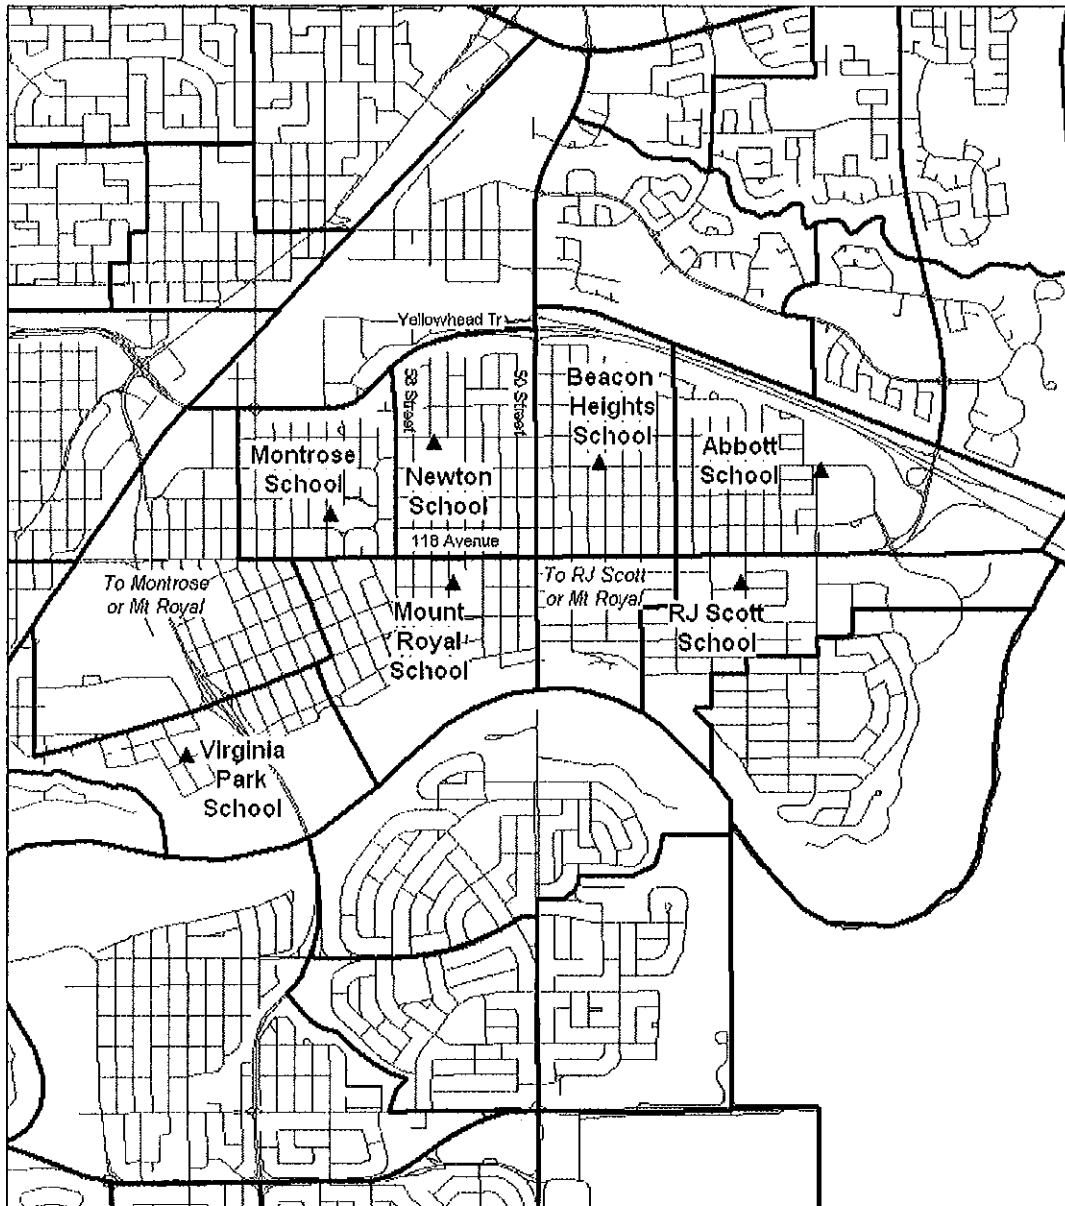 Yellowhead Tr
58 Street
50 Street
Beacon
Heights
School
Montrose
School
Newton
School
Abbott
School
118 Avenue
To Montrose
or Mt Royal
To RJ Scott
or Mt Royal
Mount
Royal
School
RJ Scott
School
Virginia
Park
School